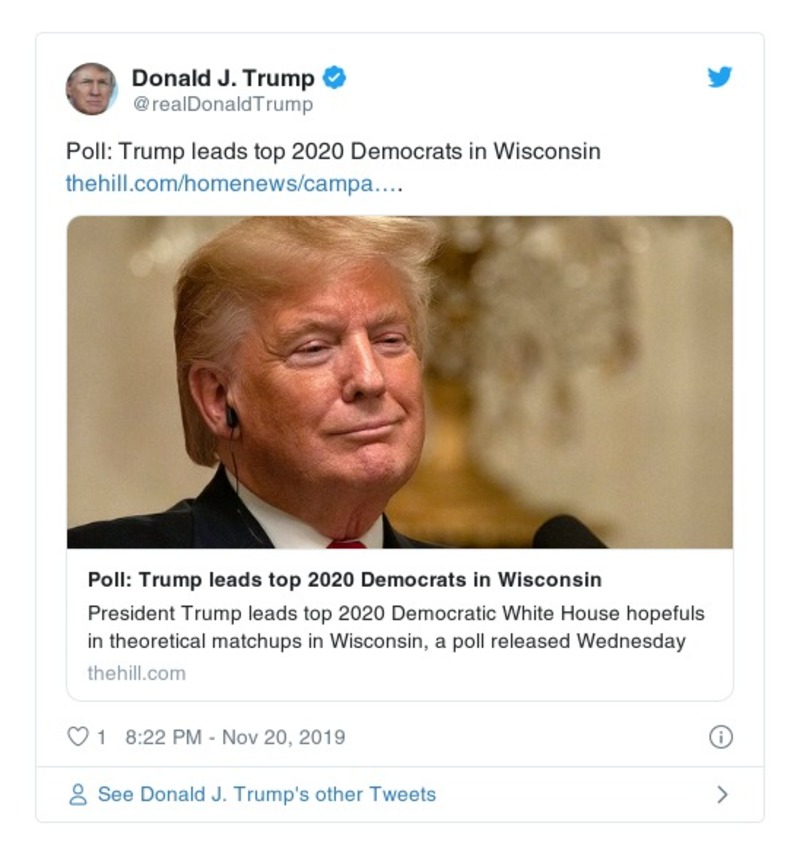 Donald J. Trump
@realDonaldTrump
Poll: Trump leads top 2020 Democrats in Wisconsin
thehill.com/homenews/campa….
Poll: Trump leads top 2020 Democrats in Wisconsin
President Trump leads top 2020 Democratic White House hopefuls
in theoretical matchups in Wisconsin, a poll released Wednesday
thehill.com
1 8:22 PM - Nov 20, 2019
See Donald J. Trump's other Tweets